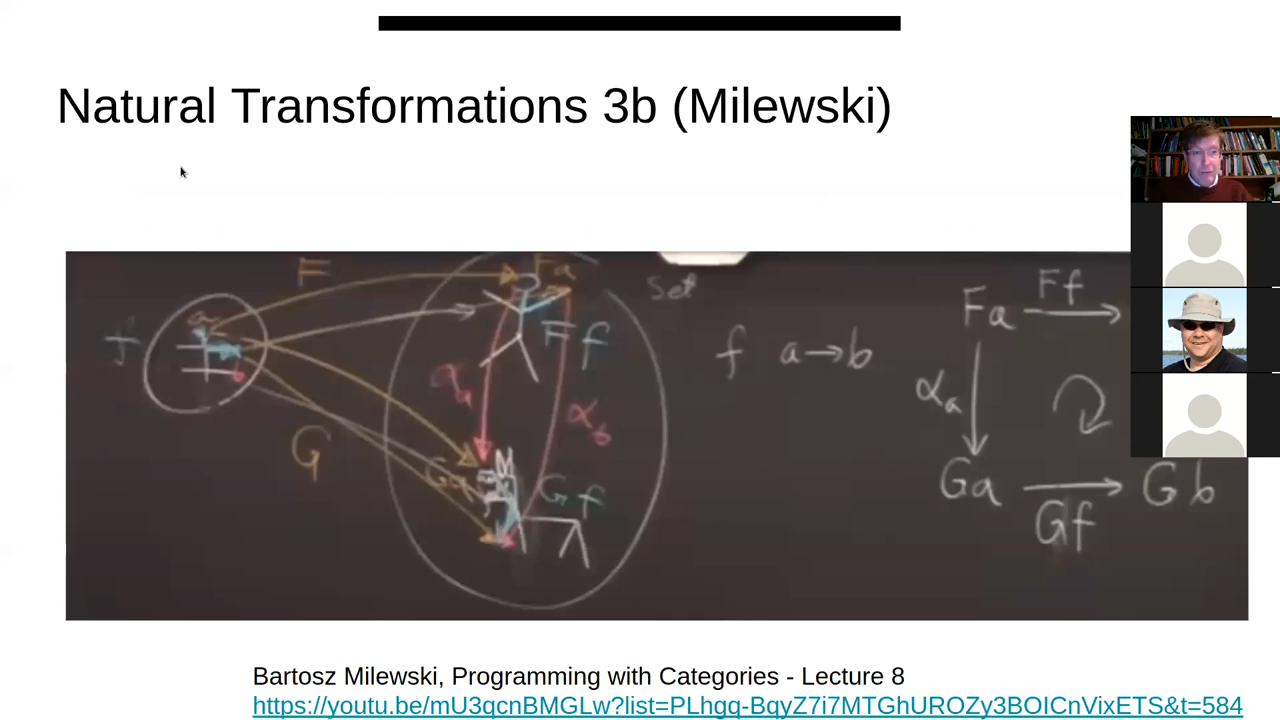 Natural Transformations 3b (Milewski)
F
Fa
Set
a
f
Ff
f a→b
Fa
Ff
αa
αb
αa
G
Ga
Gf
Ga
Gb
Gf
b
Bartosz Milewski, Programming with Categories - Lecture 8
https://youtu.be/mU3qcnBMGLw?list=PLhgq-BqyZ7i7MTGhUROZy3BOICnVixETS&t=584